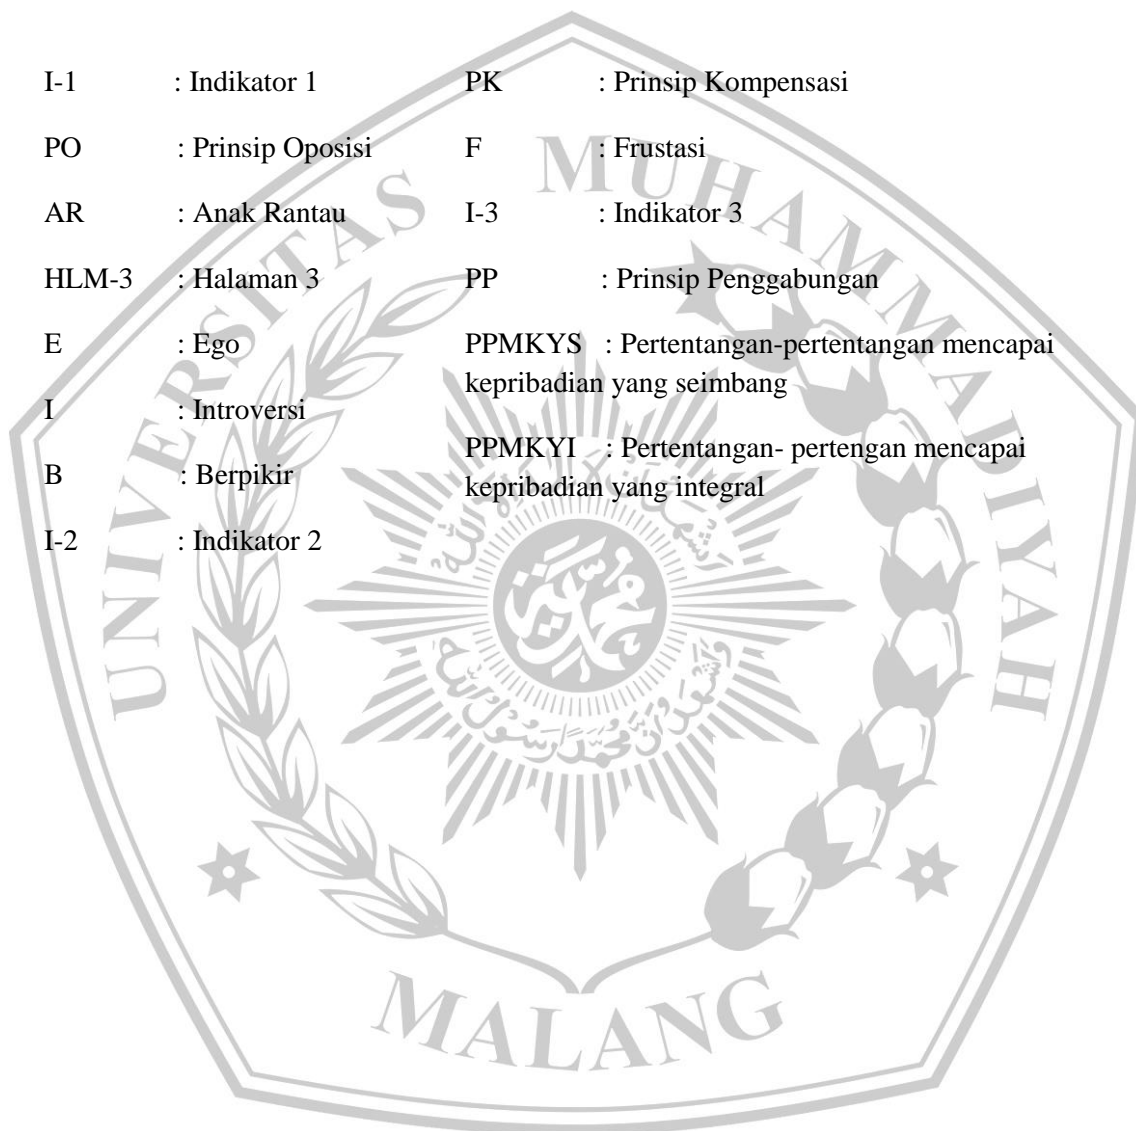 I-1 : Indikator 1
PO : Prinsip Oposisi
AR : Anak Rantau
HLM-3 : Halaman 3
E : Ego
I : Introversi
B : Berpikir
I-2 : Indikator 2
PK : Prinsip Kompensasi
F : Frustasi
I-3 : Indikator 3
PP : Prinsip Penggabungan
PPMKYS : Pertentangan-pertentangan mencapai
kepribadian yang seimbang
PPMKYI : Pertentangan- pertengan mencapai
kepribadian yang integral
UNIVERSITAS MUHAMMADIYAH
MALANG